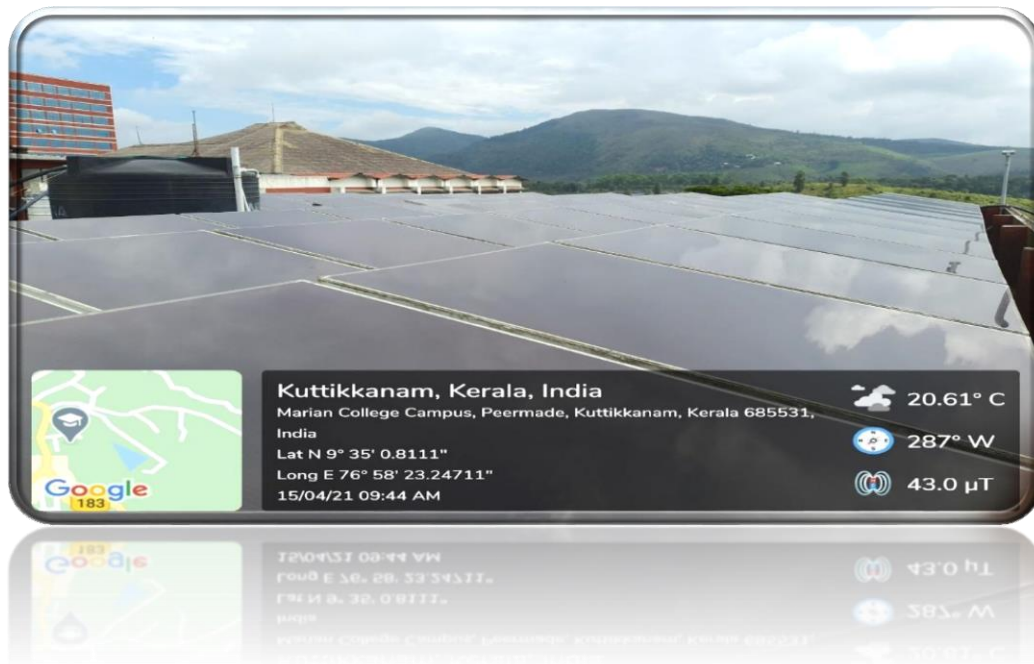 Kuttikkanam, Kerala, India
Marian College Campus, Peermade, Kuttikkanam, Kerala 685531,
India
Lat N 9° 35' 0.8111"
Long E 76° 58' 23.24711"
15/04/21 09:44 AM
20.61° C
287° W
43.0 µT
Google
183